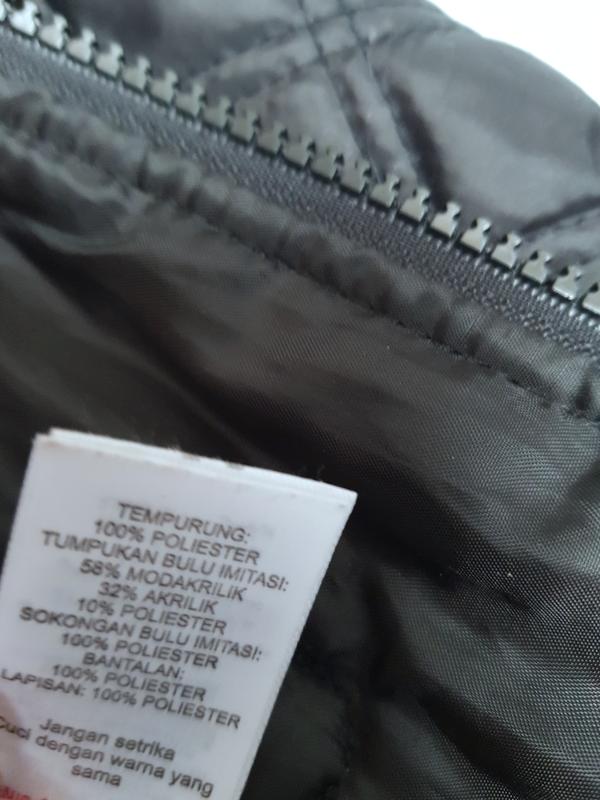 TEMPURUNG:
100% POLIESTER
TUMPUKAN BULU IMITASI:
58% MODAKRILIK
32% AKRILIK
10% POLIESTER
SOKONGAN BULU IMITASI:
100% POLIESTER
BANTALAN:
100% POLIESTER
LAPISAN: 100% POLIESTER
Jangan setrika
Cuci dengan warna yang
sama